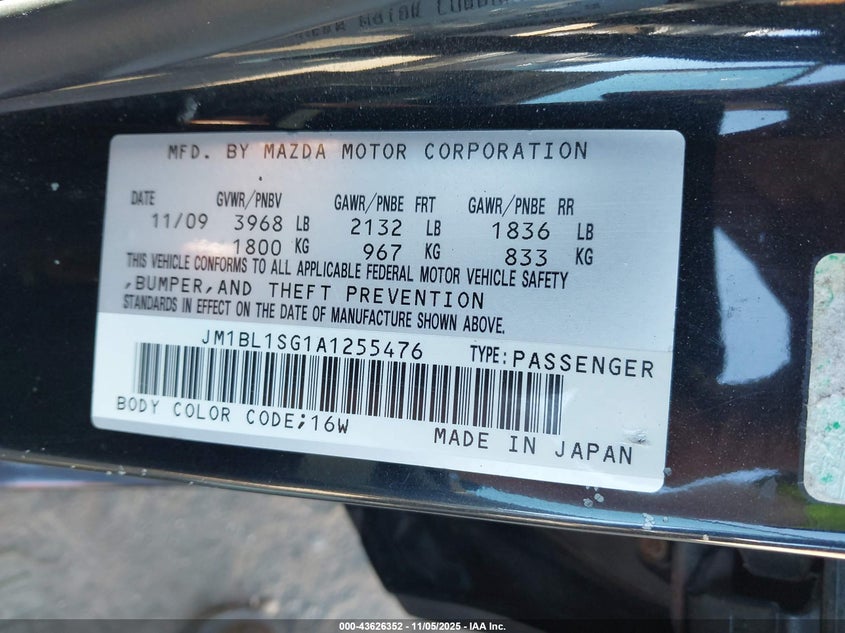 MFD. BY MAZDA MOTOR CORPORATION
DATE GVWR/PNBV GAWR/PNBE FRT GAWR/PNBE RR
11/09 3968 LB 2132 LB 1836 LB
1800 KG 967 KG 833 KG
THIS VEHICLE CONFORMS TO ALL APPLICABLE FEDERAL MOTOR VEHICLE SAFETY
,BUMPER,AND THEFT PREVENTION
STANDARDS IN EFFECT ON THE DATE OF MANUFACTURE SHOWN ABOVE.
JM1BL1SG1A1255476 TYPE:PASSENGER
BODY COLOR CODE;16W
MADE IN JAPAN
000-43626352 - 11/05/2025 - IAA Inc.